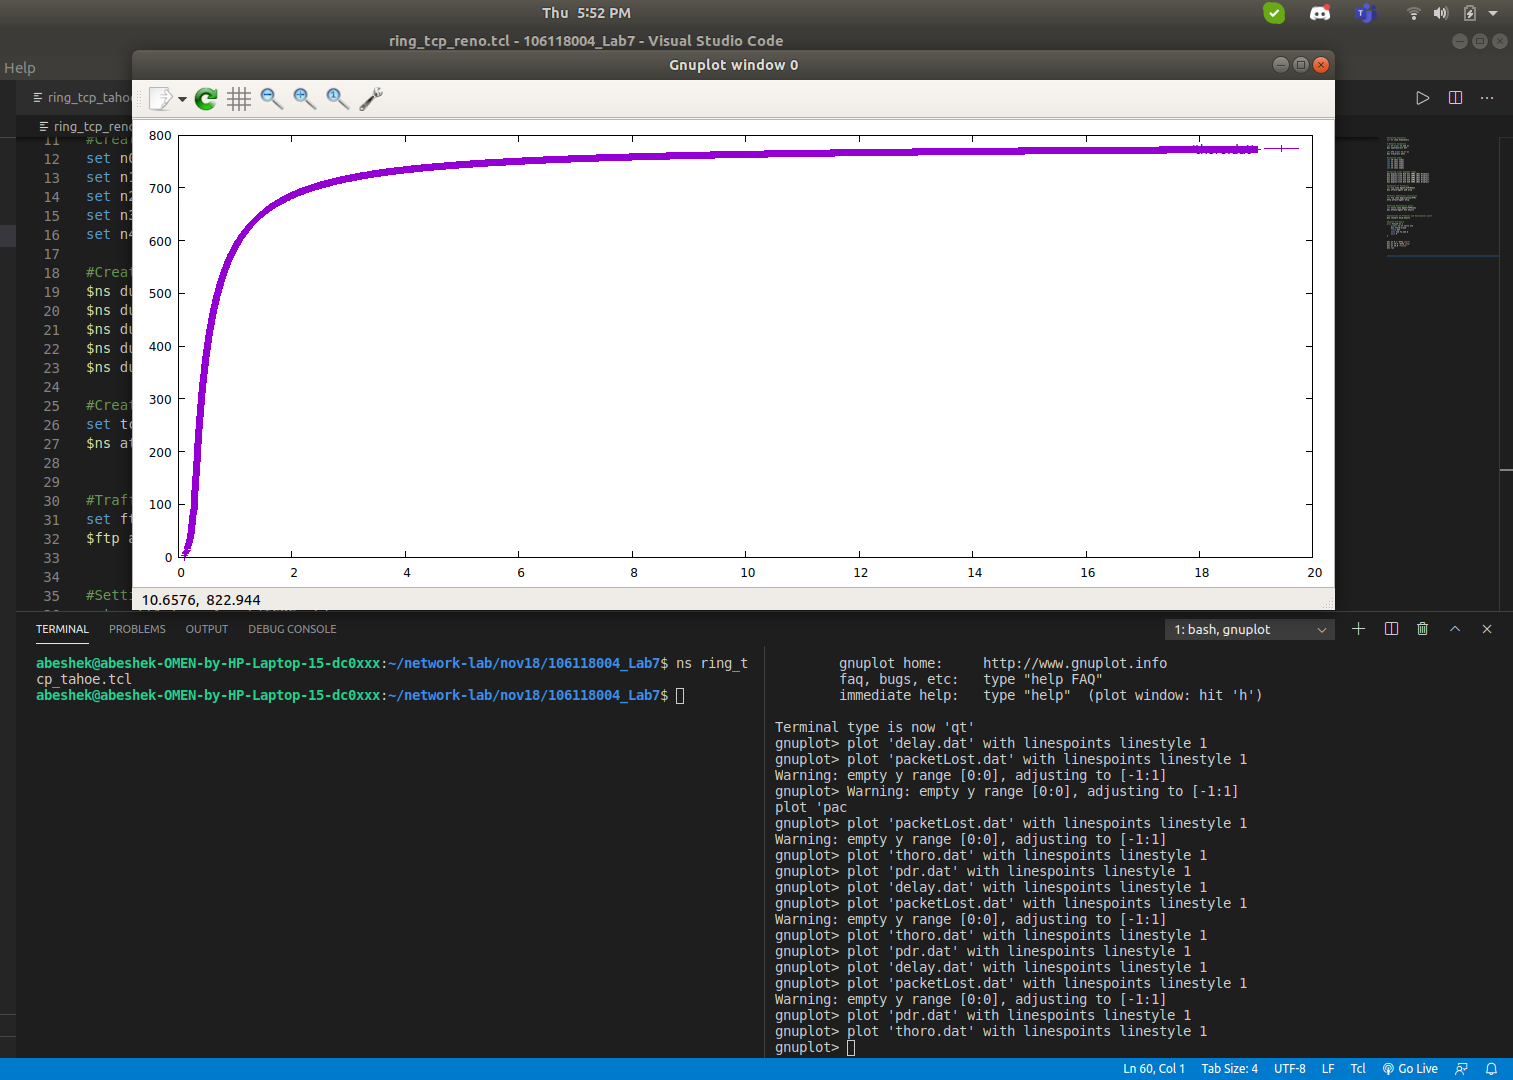 Thu 5:52 PM
ring_tcp_reno.tcl - 106118004_Lab7 - Visual Studio Code
Help
Gnuplot window 0
ring_tcp_taho
ring_tcp_reno
800
700
600
500
400
300
200
100
0
0 2 4 6 8 10 12 14 16 18 20
10.6576, 822.944
11 #Creat
12 set n0
13 set n1
14 set n2
15 set n3
16 set n4
17
18 #Creat
19 $ns du
20 $ns du
21 $ns du
22 $ns du
23 $ns du
24
25 #Creat
26 set tc
27 $ns at
28
29
30 #Traff
31 set ft
32 $ftp a
33
34
35 #Setti
TERMINAL PROBLEMS OUTPUT DEBUG CONSOLE
1: bash, gnuplot
abeshek@abeshek-OMEN-by-HP-Laptop-15-dc0xxx:~/network-lab/nov18/106118004_Lab7$ ns ring_t
cp_tahoe.tcl
abeshek@abeshek-OMEN-by-HP-Laptop-15-dc0xxx:~/network-lab/nov18/106118004_Lab7$
gnuplot home: http://www.gnuplot.info
faq, bugs, etc: type "help FAQ"
immediate help: type "help" (plot window: hit 'h')
Terminal type is now 'qt'
gnuplot> plot 'delay.dat' with linespoints linestyle 1
gnuplot> plot 'packetLost.dat' with linespoints linestyle 1
Warning: empty y range [0:0], adjusting to [-1:1]
gnuplot> Warning: empty y range [0:0], adjusting to [-1:1]
plot 'pac
gnuplot> plot 'packetLost.dat' with linespoints linestyle 1
Warning: empty y range [0:0], adjusting to [-1:1]
gnuplot> plot 'thoro.dat' with linespoints linestyle 1
gnuplot> plot 'pdr.dat' with linespoints linestyle 1
gnuplot> plot 'delay.dat' with linespoints linestyle 1
gnuplot> plot 'packetLost.dat' with linespoints linestyle 1
Warning: empty y range [0:0], adjusting to [-1:1]
gnuplot> plot 'thoro.dat' with linespoints linestyle 1
gnuplot> plot 'pdr.dat' with linespoints linestyle 1
gnuplot> plot 'delay.dat' with linespoints linestyle 1
gnuplot> plot 'packetLost.dat' with linespoints linestyle 1
Warning: empty y range [0:0], adjusting to [-1:1]
gnuplot> plot 'pdr.dat' with linespoints linestyle 1
gnuplot> plot 'thoro.dat' with linespoints linestyle 1
gnuplot>
Ln 60, Col 1 Tab Size: 4 UTF-8 LF Tcl Go Live